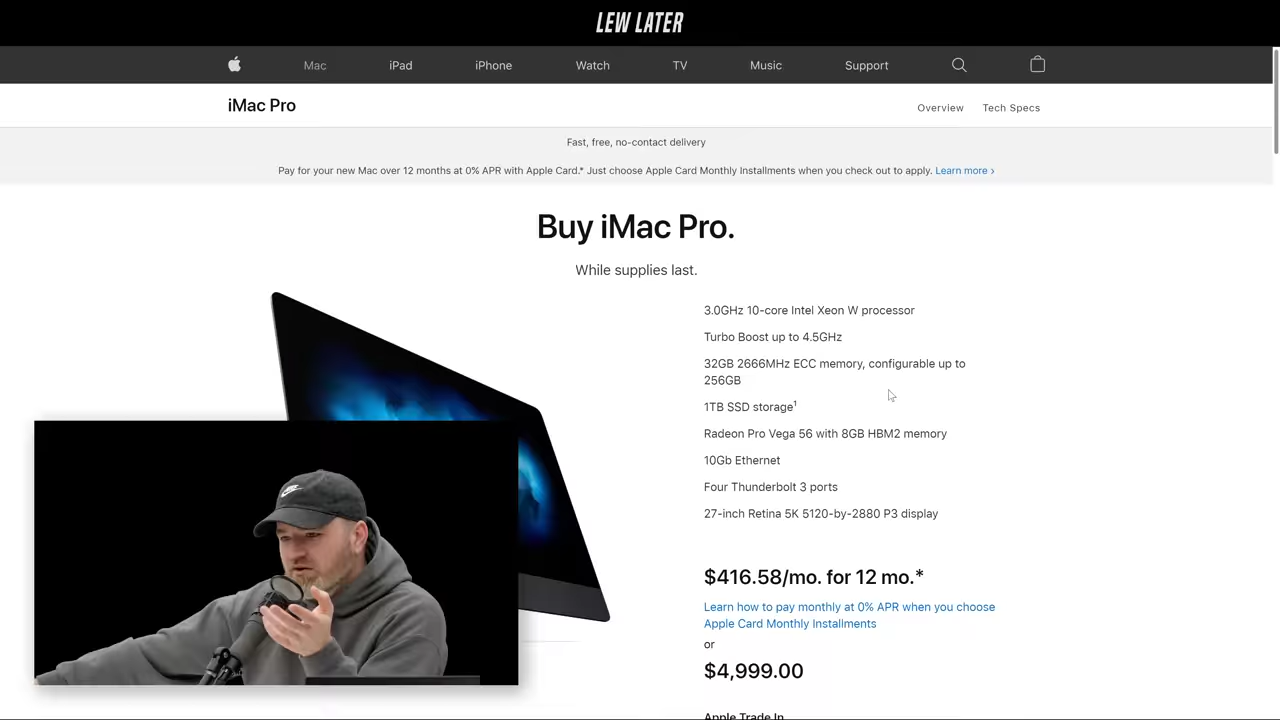 LEW LATER
Mac iPad iPhone Watch TV Music Support
iMac Pro
Overview Tech Specs
Fast, free, no-contact delivery
Pay for your new Mac over 12 months at 0% APR with Apple Card.* Just choose Apple Card Monthly Installments when you check out to apply. Learn more ›
Buy iMac Pro.
While supplies last.
3.0GHz 10-core Intel Xeon W processor
Turbo Boost up to 4.5GHz
32GB 2666MHz ECC memory, configurable up to
256GB
1TB SSD storage¹
Radeon Pro Vega 56 with 8GB HBM2 memory
10Gb Ethernet
Four Thunderbolt 3 ports
27-inch Retina 5K 5120-by-2880 P3 display
$416.58/mo. for 12 mo.*
Learn how to pay monthly at 0% APR when you choose
Apple Card Monthly Installments
or
$4,999.00
Apple Trade In